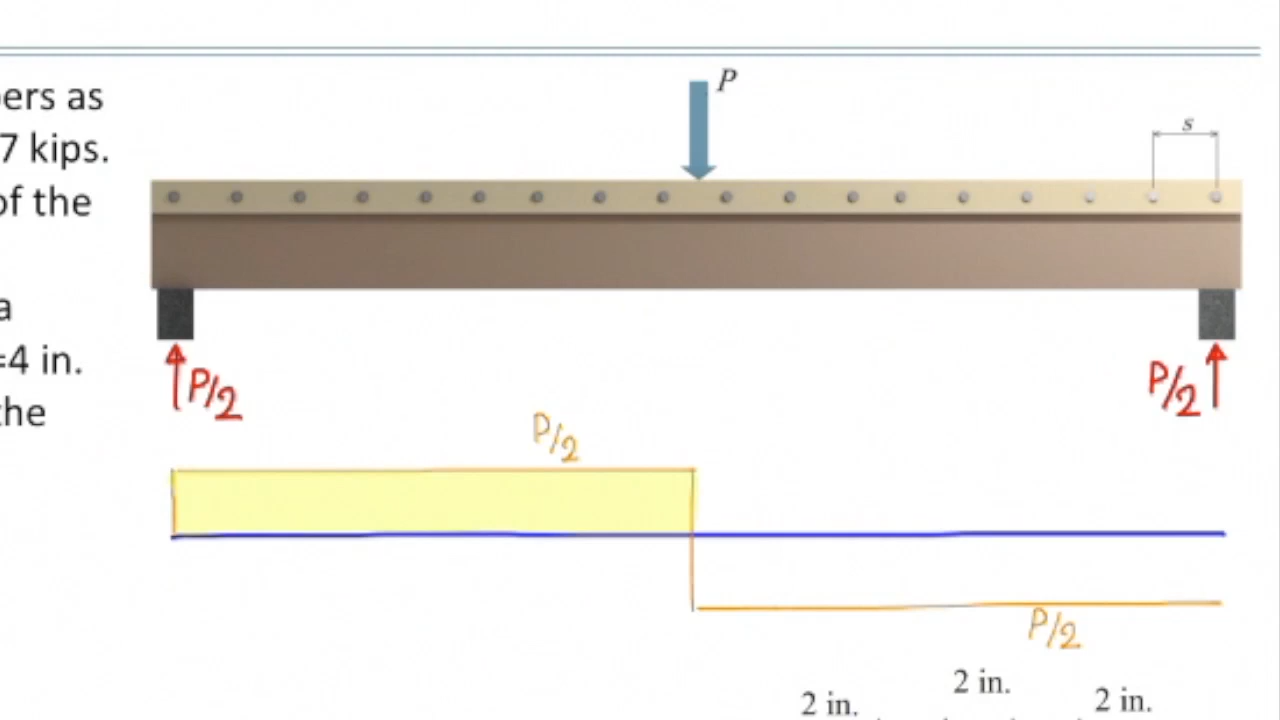 P
ers as
7 kips.
s
of the
a
=4 in.
P/2
P/2
the
P/2
P/2
2 in.
2 in.
2 in.